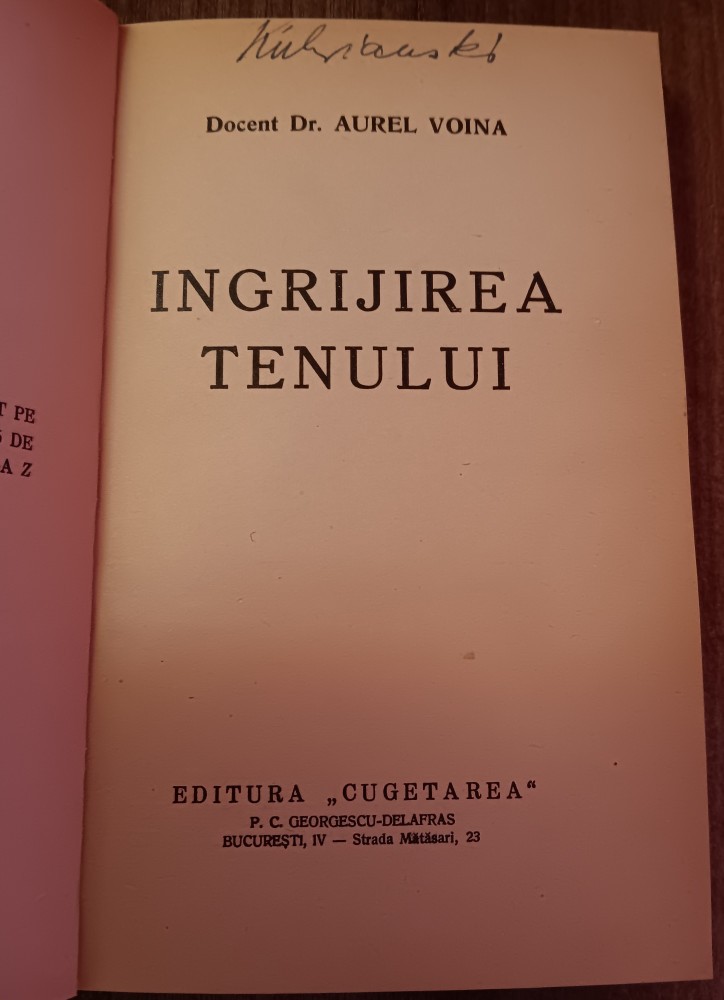 T PE
DE
A Z
Docent Dr. AUREL VOINA
INGRIJIREA
TENULUI
EDITURA „CUGETAREA“
P. C. GEORGESCU-DELAFRAS
BUCUREȘTI, IV — Strada Mătăsari, 23